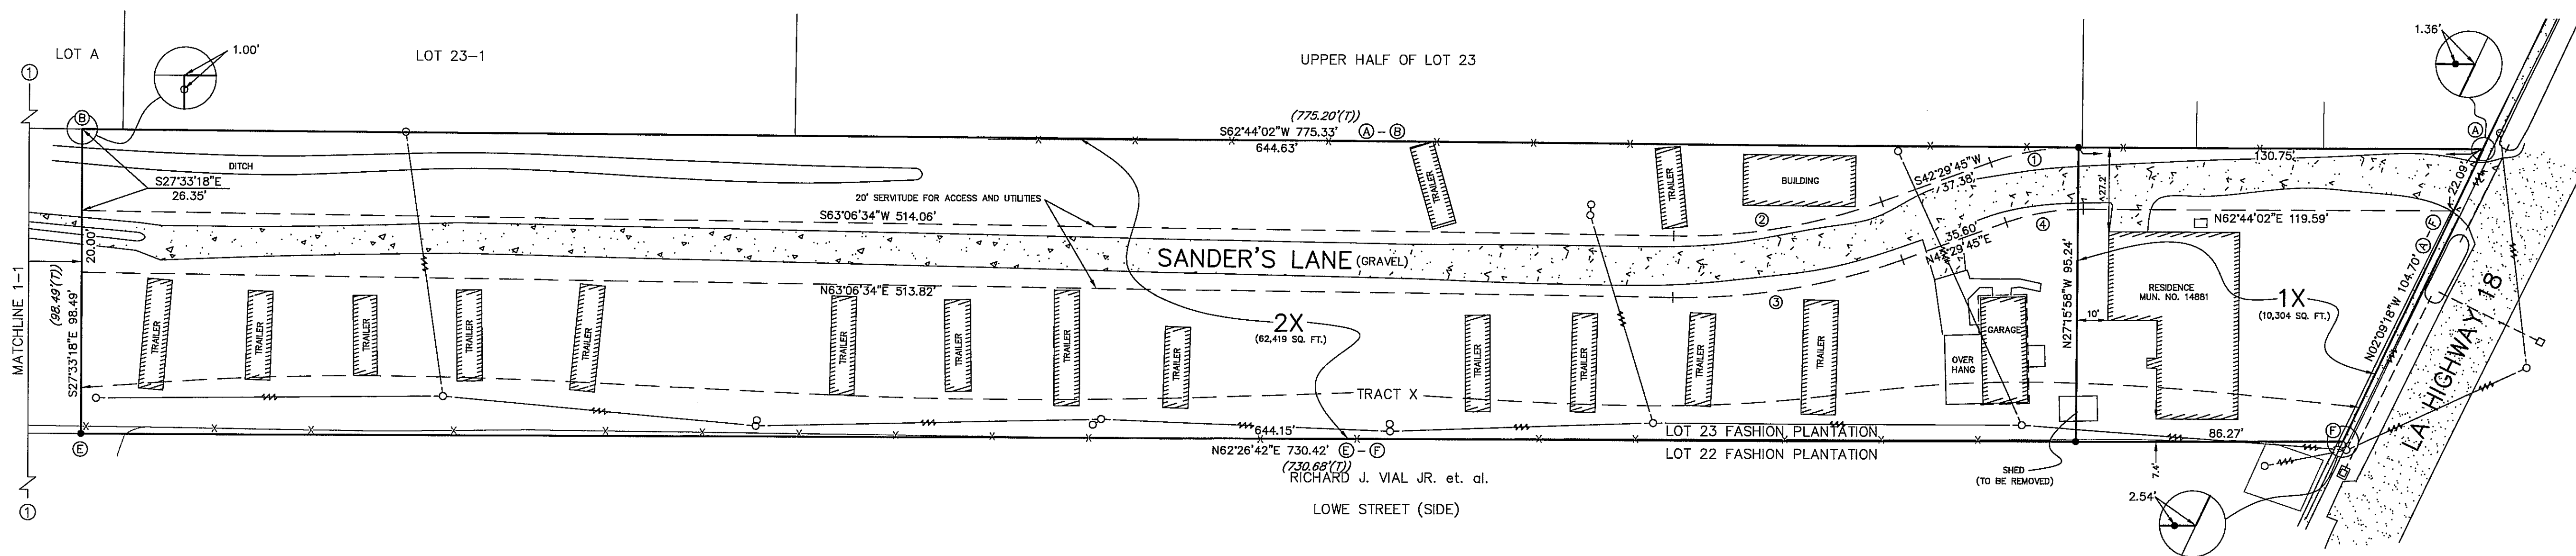 LOT A
LOT 23-1
UPPER HALF OF LOT 23
1.00'
1.36'
①
Ⓑ
(775.20'(T))
S62°44'02"W 775.33' Ⓐ - Ⓑ
644.63'
Ⓐ
DITCH
S27°33'18"E
26.35'
20' SERVITUDE FOR ACCESS AND UTILITIES
TRAILER
TRAILER
BUILDING
S42°29'45"W
37.38'
①
130.75'
22.09'
27.2'
S63°06'34"W 514.06'
②
N62°44'02"E 119.59'
20.00'
SANDER'S LANE (GRAVEL)
35.60'
④
MATCHLINE 1-1
(98.49'(T))
S27°33'18"E 98.49'
N63°06'34"E 513.82'
③
N27°15'58"W 95.24'
RESIDENCE
MUN. NO. 14881
10'
1X
(10,304 SQ. FT.)
N02°09'18"W 104.70' Ⓐ - Ⓕ
LA. HIGHWAY 18
2X
(62,419 SQ. FT.)
TRAILER
TRAILER
TRAILER
TRAILER
TRAILER
TRAILER
TRAILER
TRAILER
TRAILER
TRAILER
TRAILER
TRAILER
TRAILER
GARAGE
OVER
HANG
TRACT X
644.15'
LOT 23 FASHION PLANTATION
86.27'
Ⓕ
Ⓔ
N62°26'42"E 730.42' Ⓔ - Ⓕ
LOT 22 FASHION PLANTATION
(730.68'(T))
RICHARD J. VIAL JR. et. al.
7.4'
SHED
(TO BE REMOVED)
①
LOWE STREET (SIDE)
2.54'